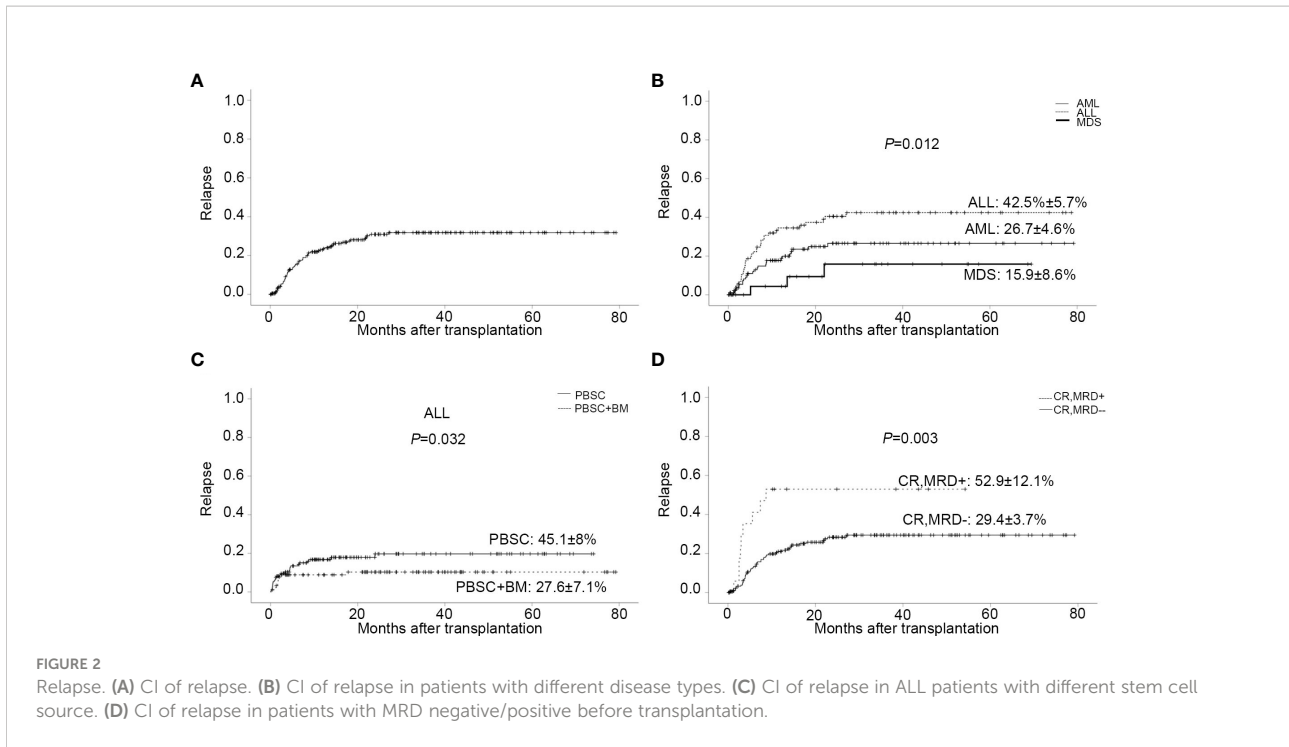 A
1.0
0.8
0.6
0.4
0.2
0.0
Relapse
0
20
40
60
80
Months after transplantation
B
1.0
0.8
0.6
0.4
0.2
0.0
Relapse
AML
ALL
MDS
P=0.012
ALL: 42.5%±5.7%
AML: 26.7±4.6%
MDS: 15.9±8.6%
0
20
40
60
80
Months after transplantation
C
1.0
0.8
0.6
0.4
0.2
0.0
Relapse
PBSC
PBSC+BM
ALL
P=0.032
PBSC: 45.1±8%
PBSC+BM: 27.6±7.1%
0
20
40
60
80
Months after transplantation
D
1.0
0.8
0.6
0.4
0.2
0.0
Relapse
CR,MRD+
CR,MRD--
P=0.003
CR,MRD+: 52.9±12.1%
CR,MRD-: 29.4±3.7%
0
20
40
60
80
Months after transplantation
FIGURE 2
Relapse. (A) CI of relapse. (B) CI of relapse in patients with different disease types. (C) CI of relapse in ALL patients with different stem cell
source. (D) CI of relapse in patients with MRD negative/positive before transplantation.